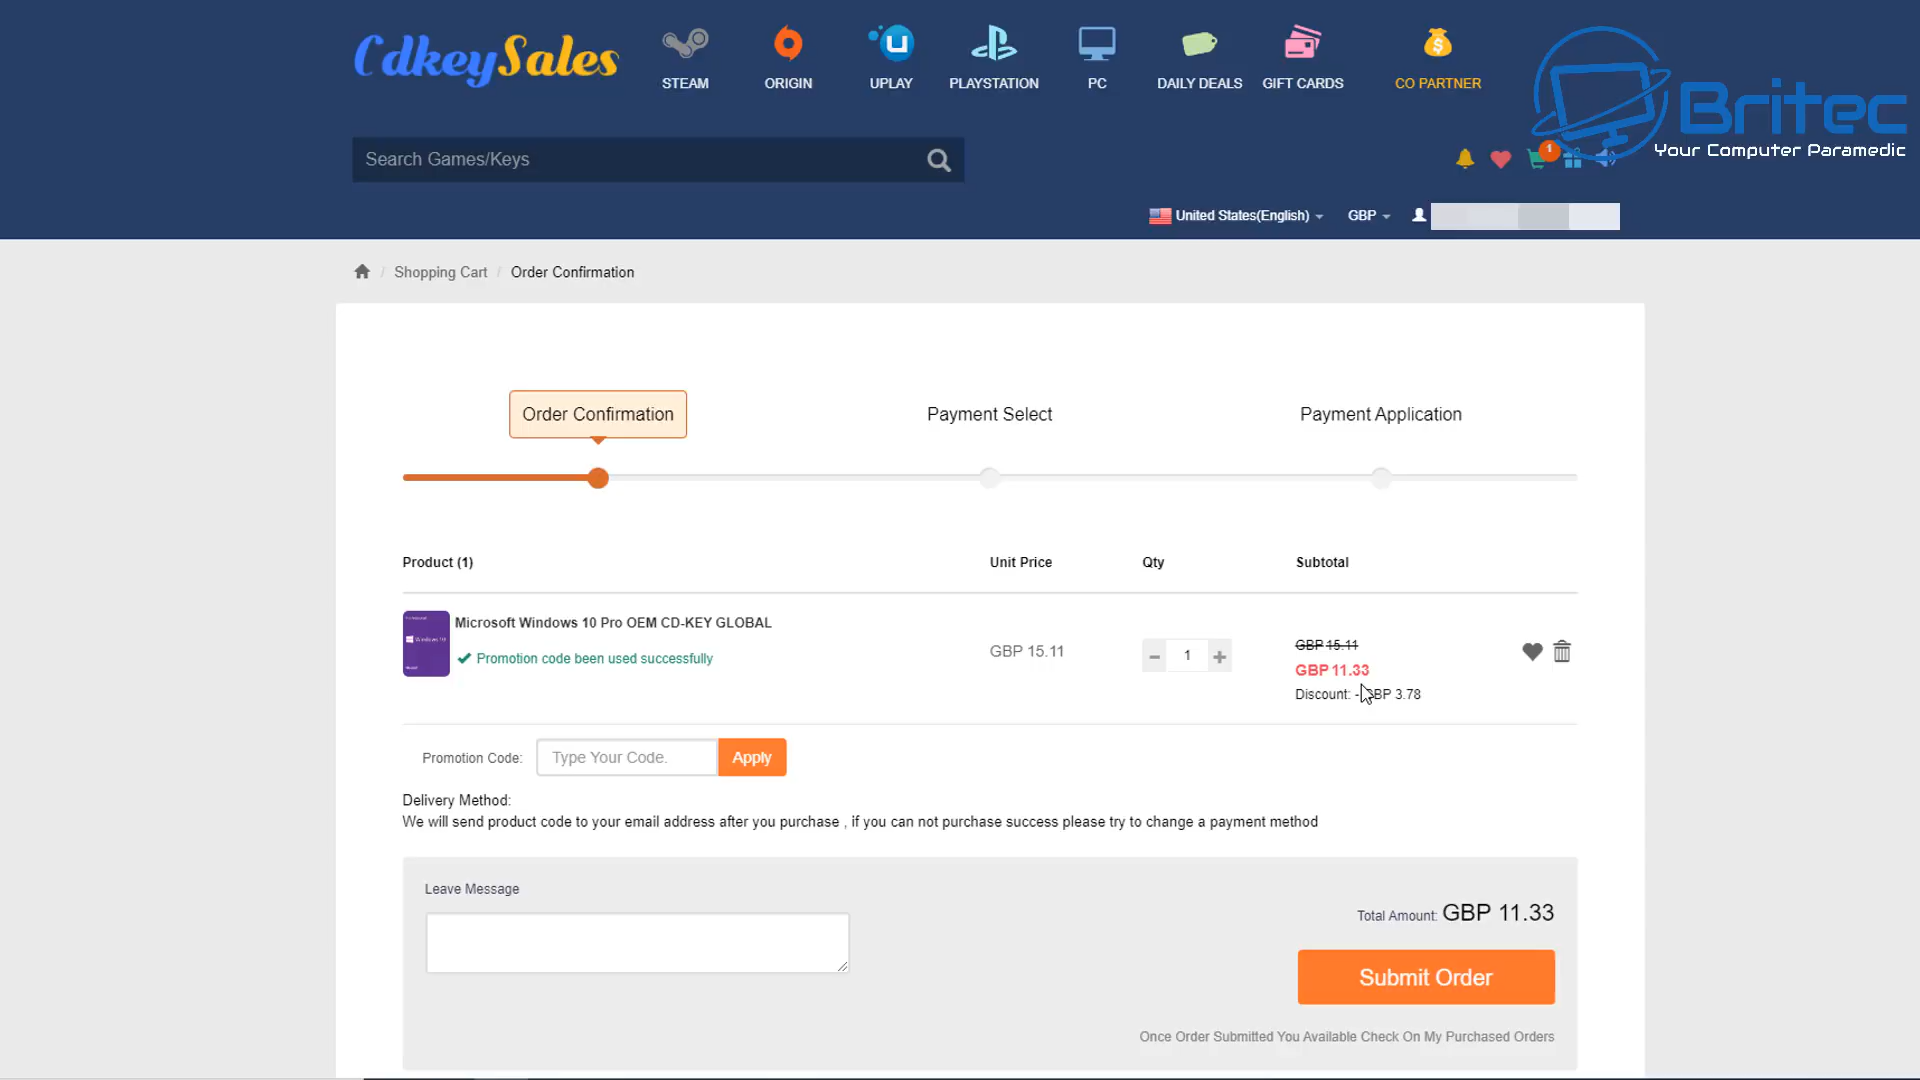 CdkeySales
STEAM
ORIGIN
UPLAY
PLAYSTATION
PC
DAILY DEALS
GIFT CARDS
CO PARTNER
Britec
Your Computer Paramedic
Search Games/Keys
1
United States(English)
GBP
Shopping Cart / Order Confirmation
Order Confirmation
Payment Select
Payment Application
Product (1)
Unit Price
Qty
Subtotal
Microsoft Windows 10 Pro OEM CD-KEY GLOBAL
Promotion code been used successfully
GBP 15.11
1
GBP 15.11
GBP 11.33
Discount: - GBP 3.78
Promotion Code:
Type Your Code.
Apply
Delivery Method:
We will send product code to your email address after you purchase , if you can not purchase success please try to change a payment method
Leave Message
Total Amount: GBP 11.33
Submit Order
Once Order Submitted You Available Check On My Purchased Orders